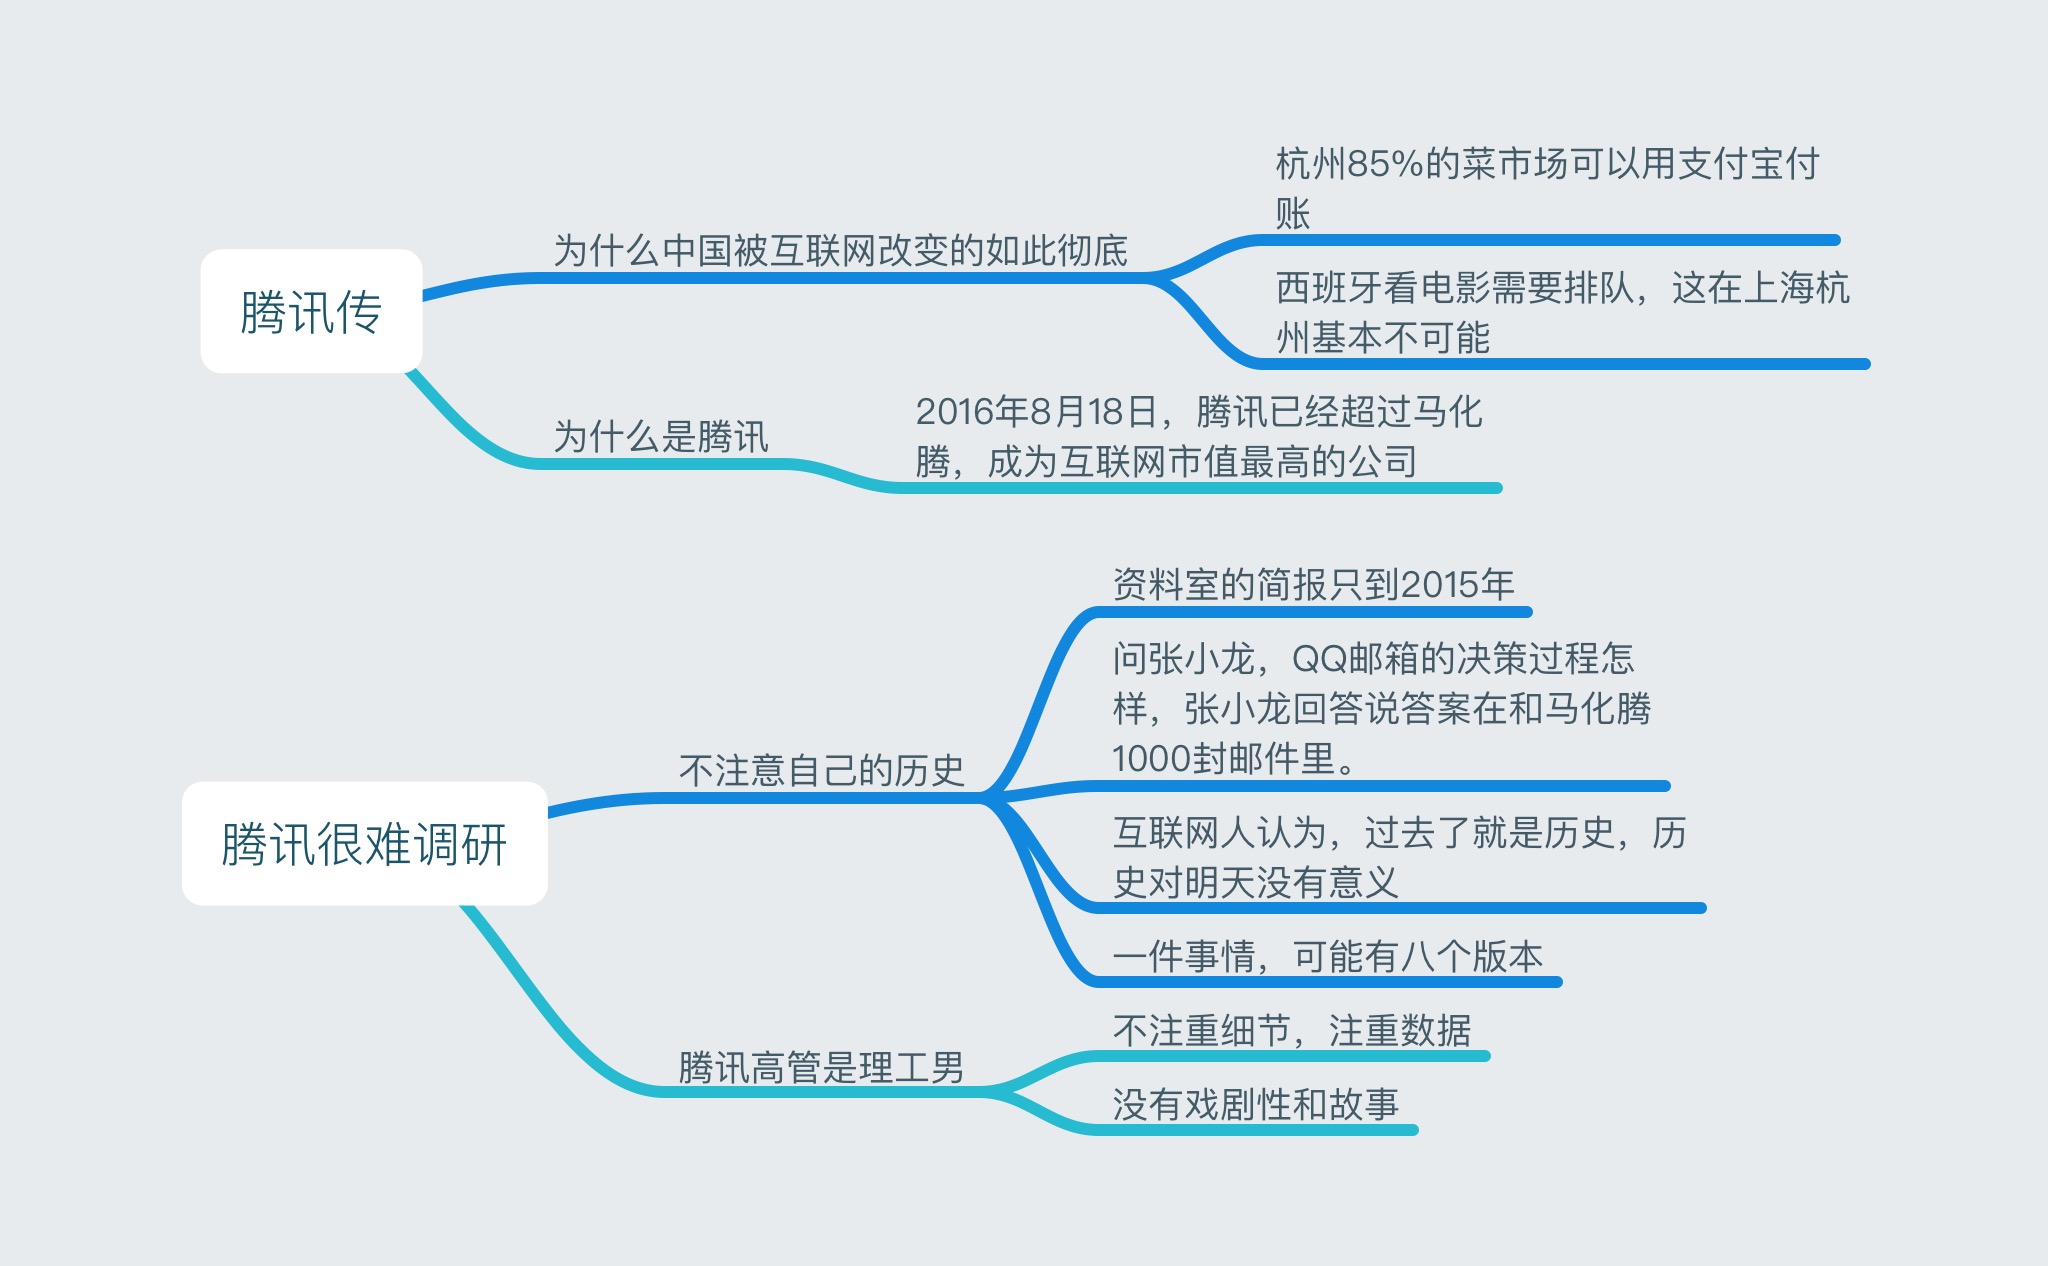 腾讯传
为什么中国被互联网改变的如此彻底
杭州85%的菜市场可以用支付宝付
账
西班牙看电影需要排队，这在上海杭
州基本不可能
为什么是腾讯
2016年8月18日，腾讯已经超过马化
腾，成为互联网市值最高的公司
腾讯很难调研
不注意自己的历史
资料室的简报只到2015年
问张小龙，QQ邮箱的决策过程怎
样，张小龙回答说答案在和马化腾
1000封邮件里。
互联网人认为，过去了就是历史，历
史对明天没有意义
一件事情，可能有八个版本
腾讯高管是理工男
不注重细节，注重数据
没有戏剧性和故事